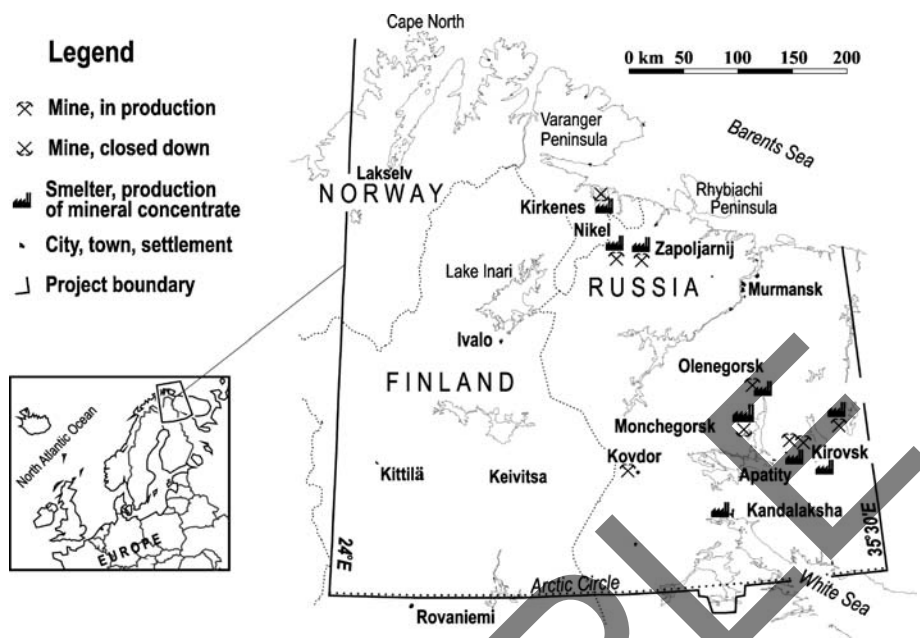 Legend
Mine, in production
Mine, closed down
Smelter, production
of mineral concentrate
City, town, settlement
Project boundary
North Atlantic Ocean
EUROPE
Cape North
0 km 50 100 150 200
Varanger
Peninsula
Barents Sea
Lakselv
NORWAY
Kirkenes
Rhybiachi
Peninsula
Nikel
Zapoljarnij
Lake Inari
RUSSIA
Murmansk
Ivalo
Olenegorsk
FINLAND
Monchegorsk
Kovdor
Kirovsk
Apatity
Kittilä
Keivitsa
Kandalaksha
24°E
35°30'E
Arctic Circle
White Sea
Rovaniemi